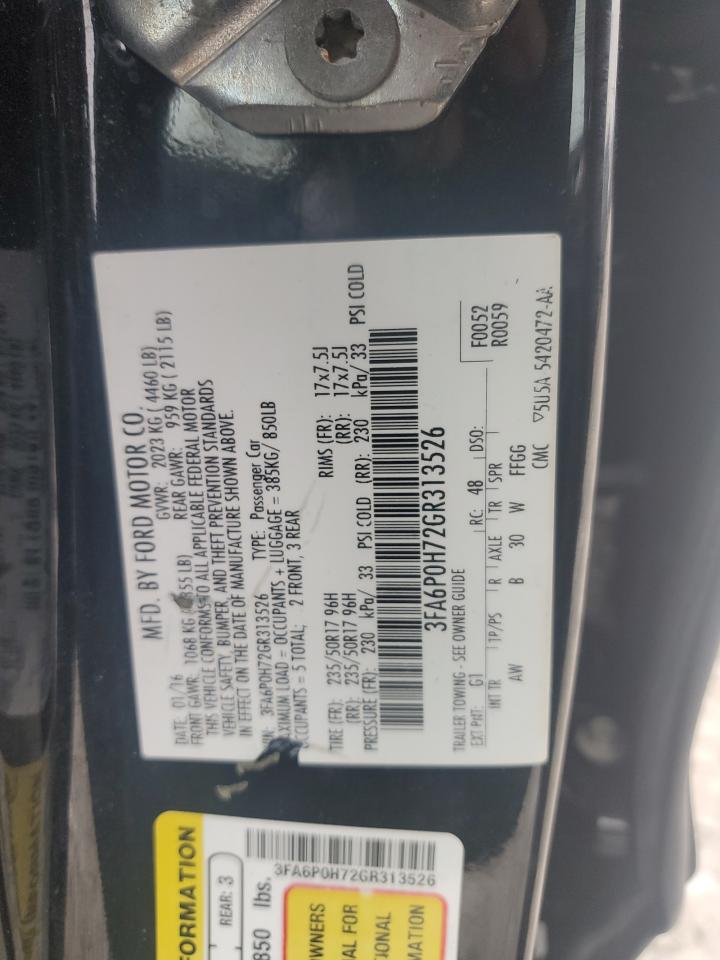 MFD. BY FORD MOTOR CO.
DATE: 01/16 GVWR: 2023 KG ( 4460 LB)
FRONT GAWR: 1068 KG 355 LB) REAR GAWR: 959 KG ( 2115 LB)
THIS VEHICLE CONFORMS TO ALL APPLICABLE FEDERAL MOTOR
VEHICLE SAFETY, BUMPER, AND THEFT PREVENTION STANDARDS
IN EFFECT ON THE DATE OF MANUFACTURE SHOWN ABOVE.
3FA6P0H72GR313526 TYPE: Passenger Car
MAXIMUM LOAD = OCCUPANTS + LUGGAGE = 385KG/ 850LB
OCCUPANTS = 5 TOTAL; 2 FRONT, 3 REAR
TIRE (FR): 235/50R17 96H RIMS (FR): 17x7.5J
(RR): 235/50R17 96H (RR): 17x7.5J
PRESSURE (FR): 230 kPa/ 33 PSI COLD (RR): 230 kPa/ 33 PSI COLD
3FA6P0H72GR313526
TRAILER TOWING - SEE OWNER GUIDE
EXT PNT: G1 RC: 48 DSO: F0052
R0059
INT TR TP/PS R AXLE TR SPR
AW B 30 W FFGG
CMC ▽5U5A 5420472-AA
FORMATION
REAR: 3
850 lbs.
3FA6P0H72GR313526
OWNERS
AL FOR
IONAL
MATION